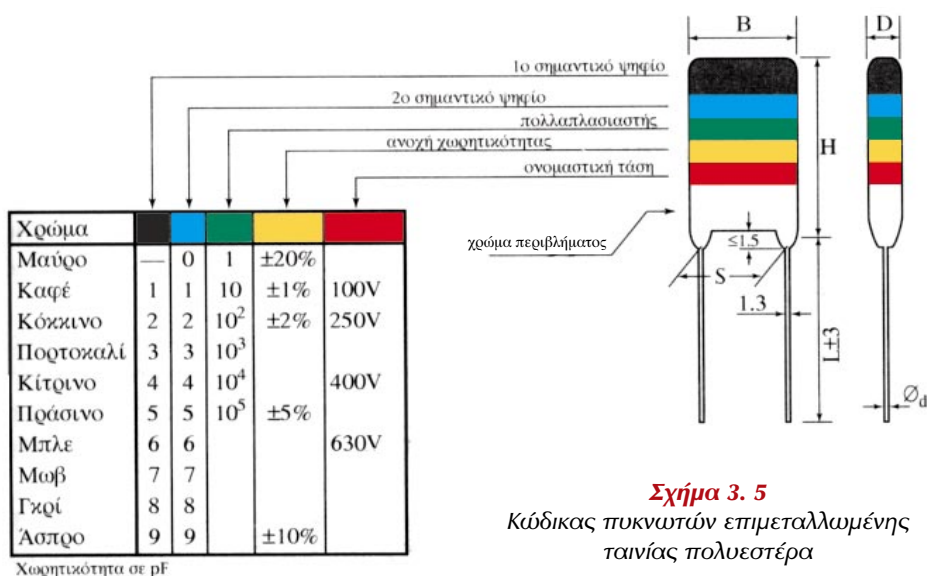 B
D
1ο σημαντικό ψηφίο
2ο σημαντικό ψηφίο
πολλαπλασιαστής
ανοχή χωρητικότητας
ονομαστική τάση
H
χρώμα περιβλήματος
≤1.5
S
1.3
L±3
Ød
Χρώμα
Μαύρο — 0 1 ±20%
Καφέ 1 1 10 ±1% 100V
Κόκκινο 2 2 10² ±2% 250V
Πορτοκαλί 3 3 10³
Κίτρινο 4 4 10⁴ 400V
Πράσινο 5 5 10⁵ ±5%
Μπλε 6 6 630V
Μωβ 7 7
Γκρί 8 8
Άσπρο 9 9 ±10%
Χωρητικότητα σε pF
Σχήμα 3. 5
Κώδικας πυκνωτών επιμεταλλωμένης
ταινίας πολυεστέρα